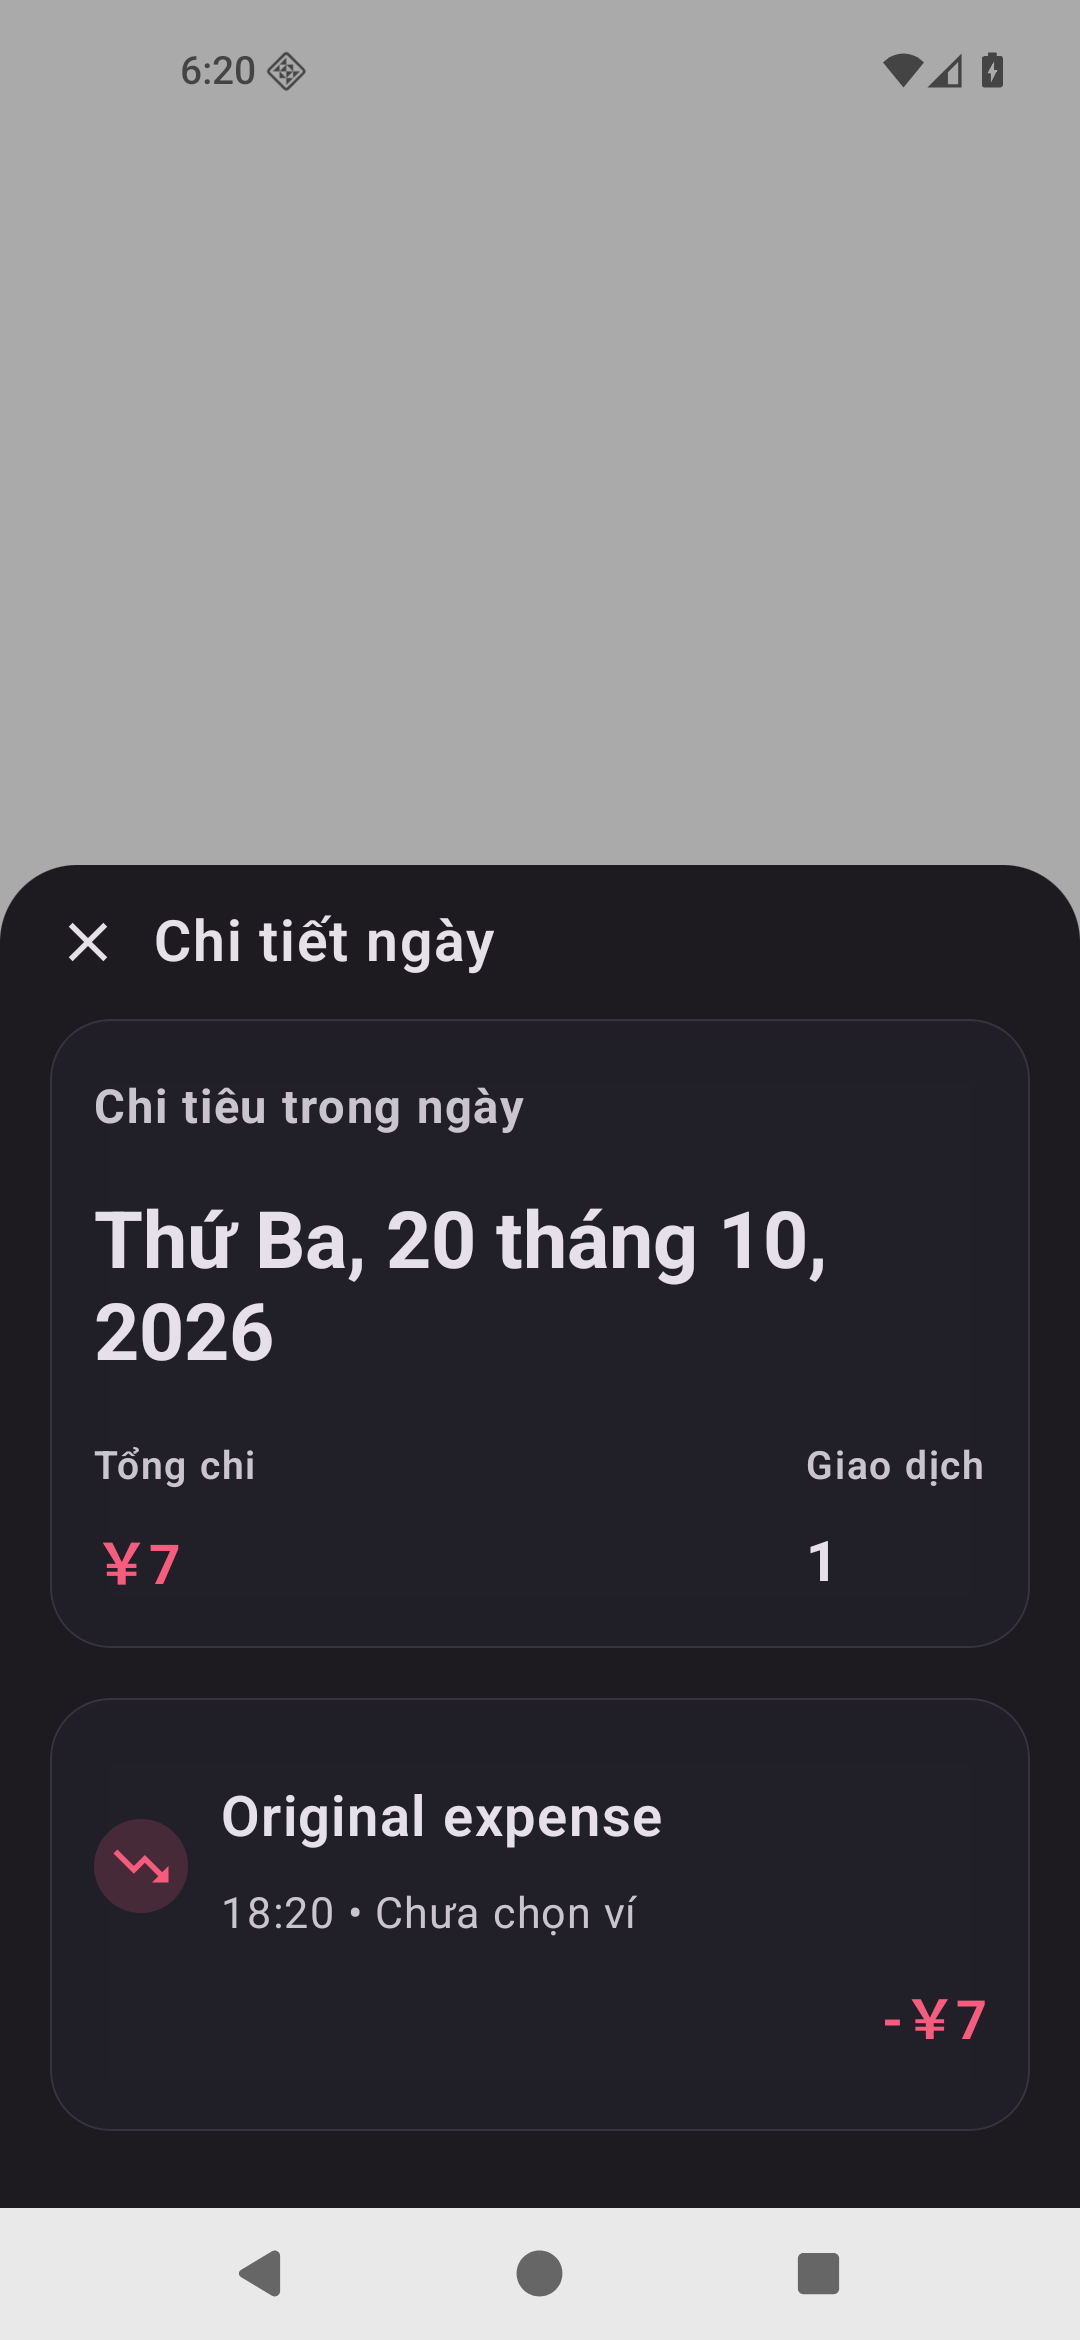 6:20
Chi tiết ngày
Chi tiêu trong ngày
Thứ Ba, 20 tháng 10,
2026
Tổng chi
Giao dịch
￥7
1
Original expense
18:20 • Chưa chọn ví
-￥7